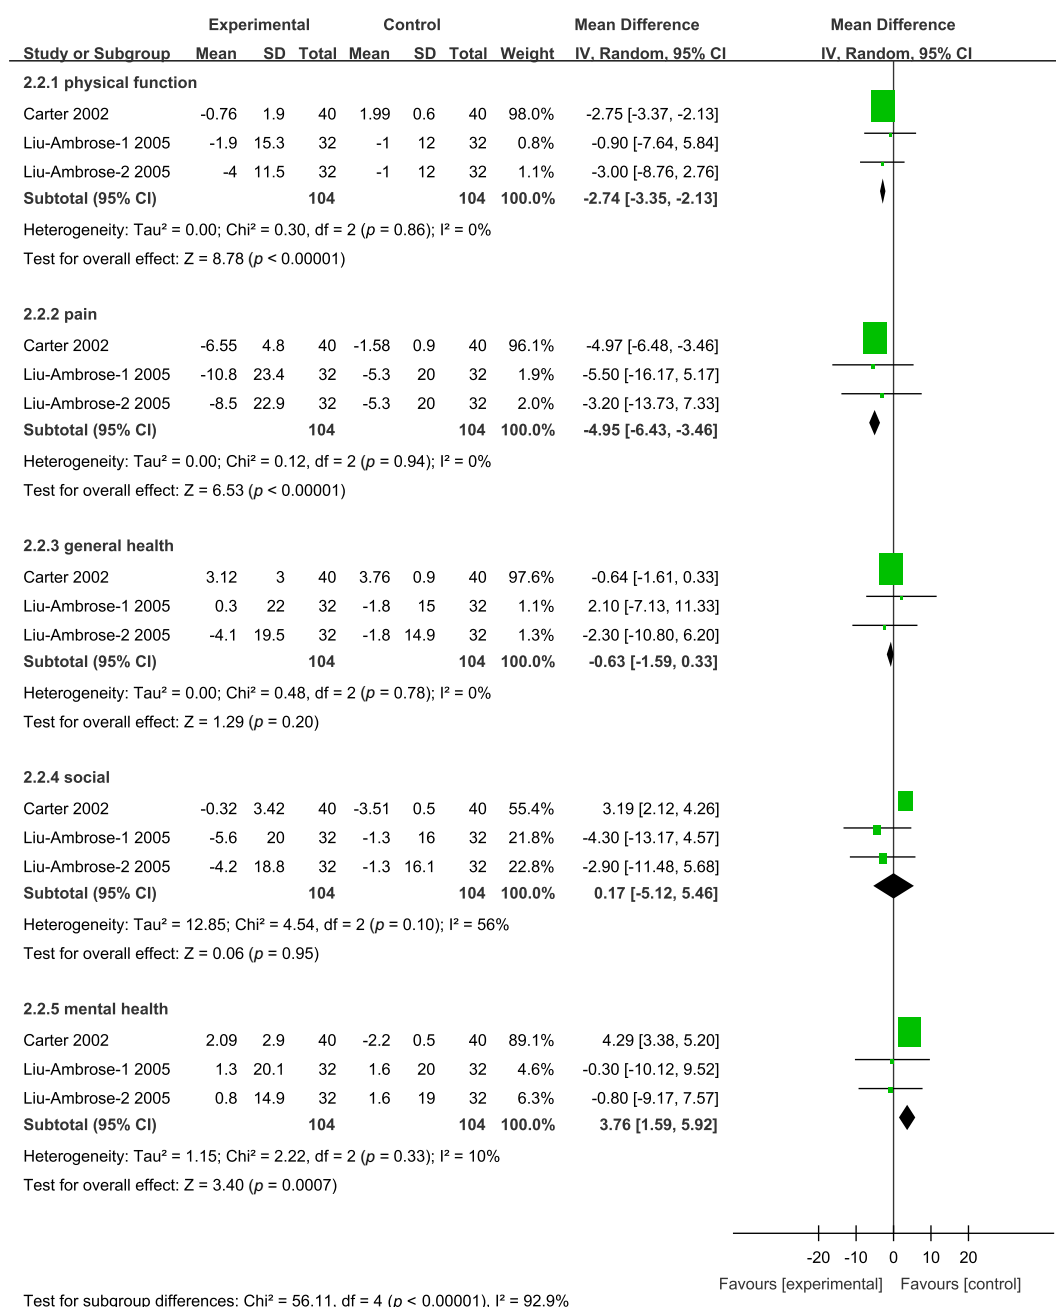 Experimental Control Mean Difference Mean Difference
Study or Subgroup Mean SD Total Mean SD Total Weight IV, Random, 95% CI IV, Random, 95% CI
2.2.1 physical function
Carter 2002 -0.76 1.9 40 1.99 0.6 40 98.0% -2.75 [-3.37, -2.13]
Liu-Ambrose-1 2005 -1.9 15.3 32 -1 12 32 0.8% -0.90 [-7.64, 5.84]
Liu-Ambrose-2 2005 -4 11.5 32 -1 12 32 1.1% -3.00 [-8.76, 2.76]
Subtotal (95% CI) 104 104 100.0% -2.74 [-3.35, -2.13]
Heterogeneity: Tau² = 0.00; Chi² = 0.30, df = 2 (p = 0.86); I² = 0%
Test for overall effect: Z = 8.78 (p < 0.00001)
2.2.2 pain
Carter 2002 -6.55 4.8 40 -1.58 0.9 40 96.1% -4.97 [-6.48, -3.46]
Liu-Ambrose-1 2005 -10.8 23.4 32 -5.3 20 32 1.9% -5.50 [-16.17, 5.17]
Liu-Ambrose-2 2005 -8.5 22.9 32 -5.3 20 32 2.0% -3.20 [-13.73, 7.33]
Subtotal (95% CI) 104 104 100.0% -4.95 [-6.43, -3.46]
Heterogeneity: Tau² = 0.00; Chi² = 0.12, df = 2 (p = 0.94); I² = 0%
Test for overall effect: Z = 6.53 (p < 0.00001)
2.2.3 general health
Carter 2002 3.12 3 40 3.76 0.9 40 97.6% -0.64 [-1.61, 0.33]
Liu-Ambrose-1 2005 0.3 22 32 -1.8 15 32 1.1% 2.10 [-7.13, 11.33]
Liu-Ambrose-2 2005 -4.1 19.5 32 -1.8 14.9 32 1.3% -2.30 [-10.80, 6.20]
Subtotal (95% CI) 104 104 100.0% -0.63 [-1.59, 0.33]
Heterogeneity: Tau² = 0.00; Chi² = 0.48, df = 2 (p = 0.78); I² = 0%
Test for overall effect: Z = 1.29 (p = 0.20)
2.2.4 social
Carter 2002 -0.32 3.42 40 -3.51 0.5 40 55.4% 3.19 [2.12, 4.26]
Liu-Ambrose-1 2005 -5.6 20 32 -1.3 16 32 21.8% -4.30 [-13.17, 4.57]
Liu-Ambrose-2 2005 -4.2 18.8 32 -1.3 16.1 32 22.8% -2.90 [-11.48, 5.68]
Subtotal (95% CI) 104 104 100.0% 0.17 [-5.12, 5.46]
Heterogeneity: Tau² = 12.85; Chi² = 4.54, df = 2 (p = 0.10); I² = 56%
Test for overall effect: Z = 0.06 (p = 0.95)
2.2.5 mental health
Carter 2002 2.09 2.9 40 -2.2 0.5 40 89.1% 4.29 [3.38, 5.20]
Liu-Ambrose-1 2005 1.3 20.1 32 1.6 20 32 4.6% -0.30 [-10.12, 9.52]
Liu-Ambrose-2 2005 0.8 14.9 32 1.6 19 32 6.3% -0.80 [-9.17, 7.57]
Subtotal (95% CI) 104 104 100.0% 3.76 [1.59, 5.92]
Heterogeneity: Tau² = 1.15; Chi² = 2.22, df = 2 (p = 0.33); I² = 10%
Test for overall effect: Z = 3.40 (p = 0.0007)
-20 -10 0 10 20
Favours [experimental] Favours [control]
Test for subgroup differences: Chi² = 56.11, df = 4 (p < 0.00001), I² = 92.9%